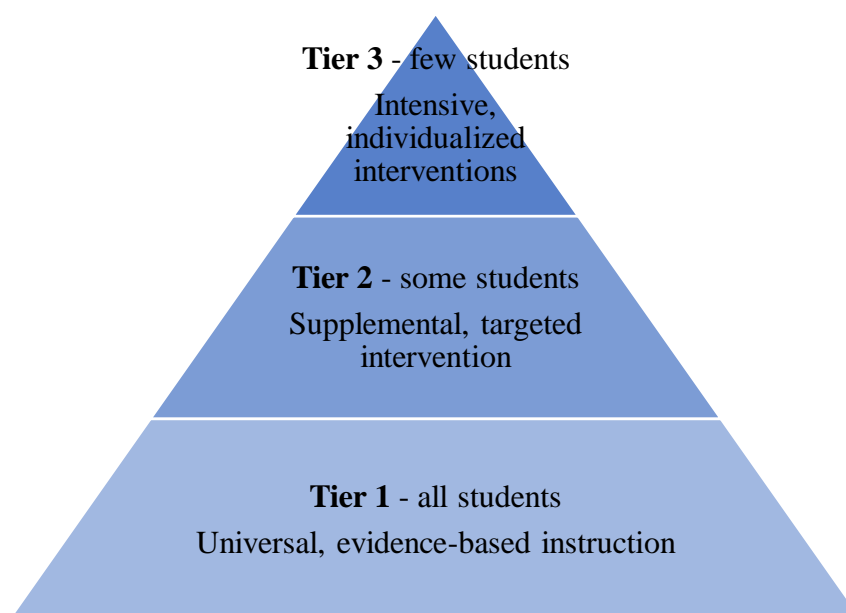 Tier 3 - few students
Intensive,
individualized
interventions
Tier 2 - some students
Supplemental, targeted
intervention
Tier 1 - all students
Universal, evidence-based instruction